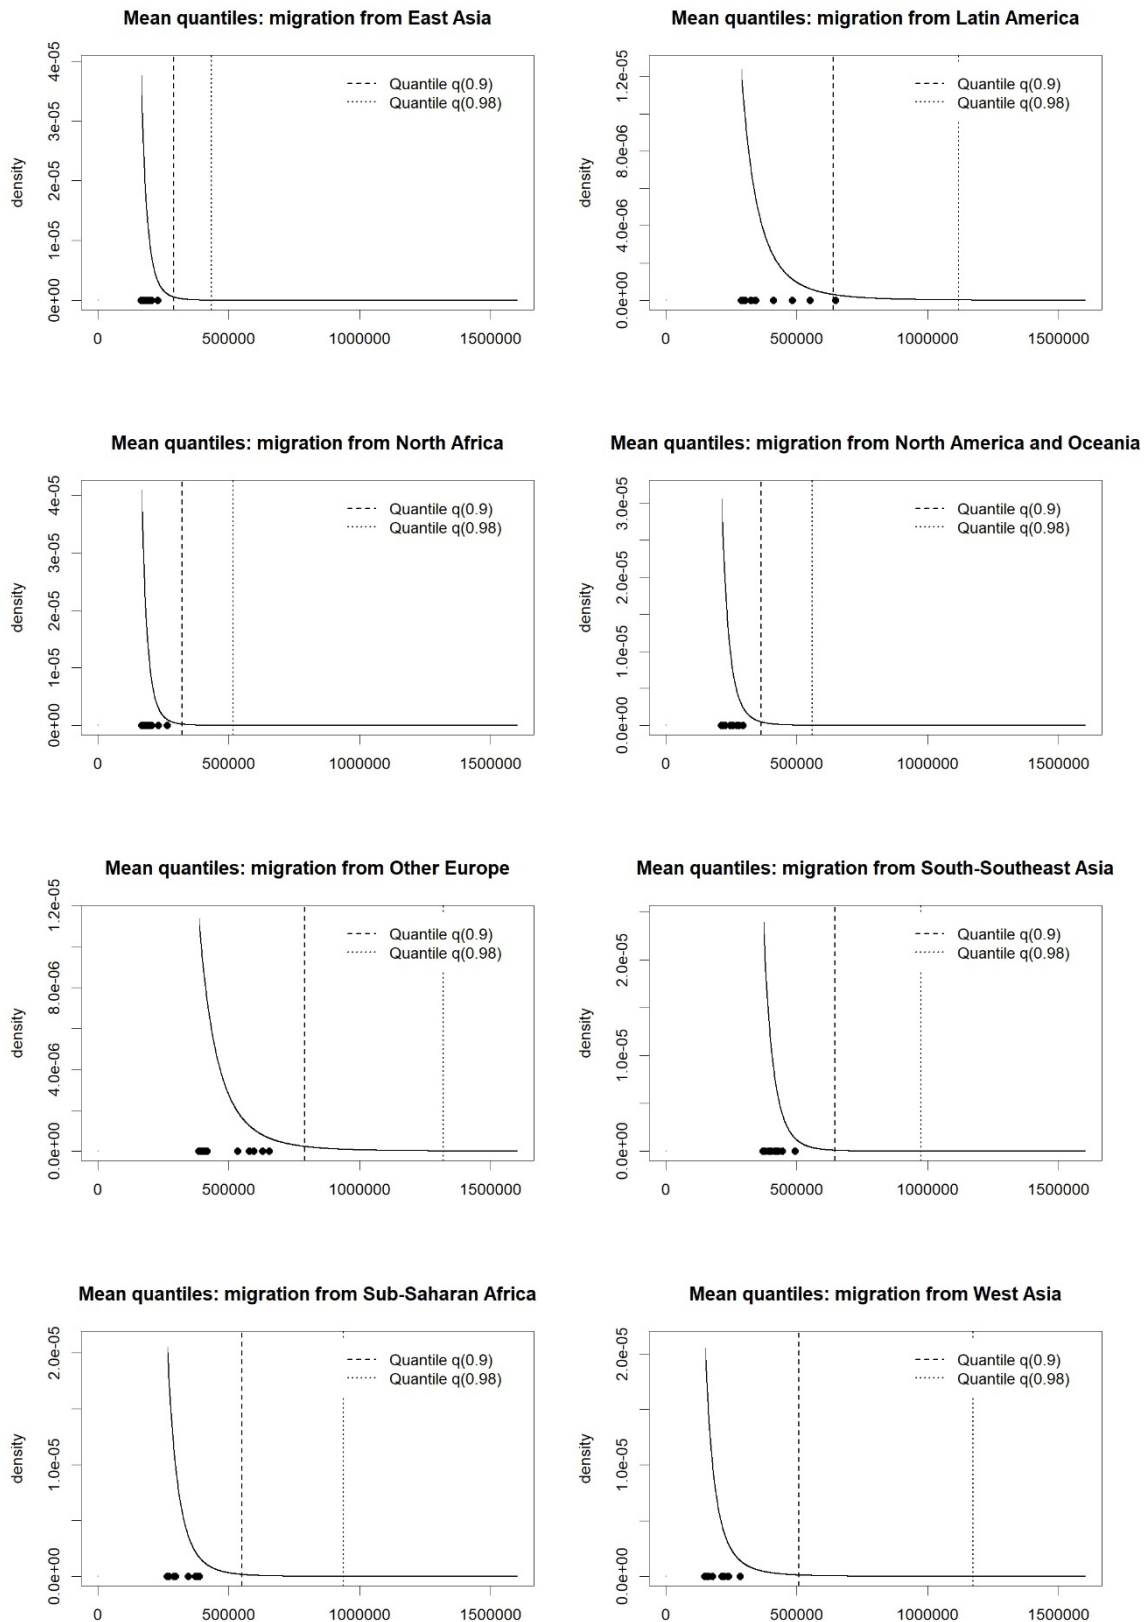 Mean quantiles: migration from East Asia
density
0e+00 1e-05 2e-05 3e-05 4e-05
Quantile q(0.9)
Quantile q(0.98)
0 500000 1000000 1500000
Mean quantiles: migration from Latin America
density
0.0e+00 4.0e-06 8.0e-06 1.2e-05
Quantile q(0.9)
Quantile q(0.98)
0 500000 1000000 1500000
Mean quantiles: migration from North Africa
density
0e+00 1e-05 2e-05 3e-05 4e-05
Quantile q(0.9)
Quantile q(0.98)
0 500000 1000000 1500000
Mean quantiles: migration from North America and Oceania
density
0.0e+00 1.0e-05 2.0e-05 3.0e-05
Quantile q(0.9)
Quantile q(0.98)
0 500000 1000000 1500000
Mean quantiles: migration from Other Europe
density
0.0e+00 4.0e-06 8.0e-06 1.2e-05
Quantile q(0.9)
Quantile q(0.98)
0 500000 1000000 1500000
Mean quantiles: migration from South-Southeast Asia
density
0.0e+00 1.0e-05 2.0e-05
Quantile q(0.9)
Quantile q(0.98)
0 500000 1000000 1500000
Mean quantiles: migration from Sub-Saharan Africa
density
0.0e+00 1.0e-05 2.0e-05
Quantile q(0.9)
Quantile q(0.98)
0 500000 1000000 1500000
Mean quantiles: migration from West Asia
density
0.0e+00 1.0e-05 2.0e-05
Quantile q(0.9)
Quantile q(0.98)
0 500000 1000000 1500000